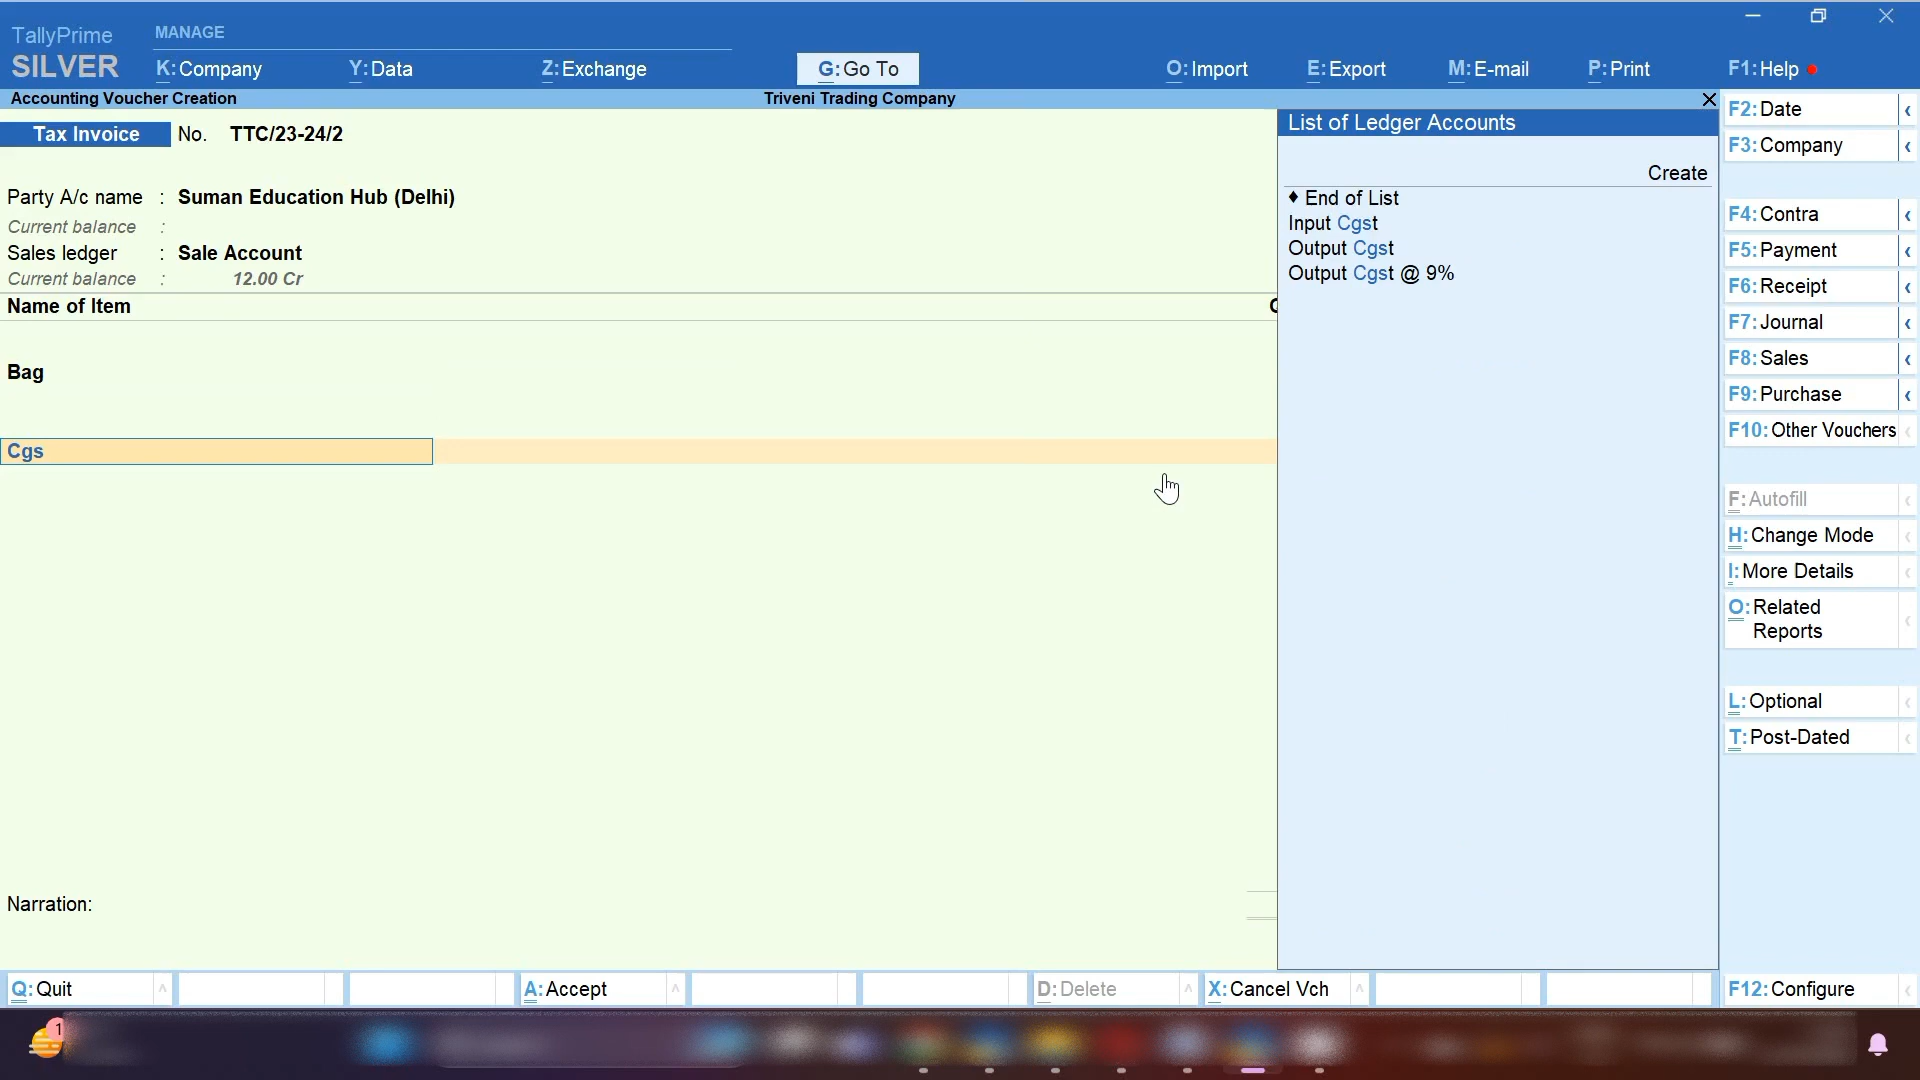 TallyPrime
SILVER
MANAGE
K:Company
Y:Data
Z:Exchange
G:Go To
O:Import
E:Export
M:E-mail
P:Print
F1:Help
Accounting Voucher Creation
Triveni Trading Company
Tax Invoice No. TTC/23-24/2
Party A/c name : Suman Education Hub (Delhi)
Current balance :
Sales ledger : Sale Account
Current balance : 12.00 Cr
Name of Item
Bag
Cgs
Narration:
List of Ledger Accounts
Create
♦ End of List
Input Cgst
Output Cgst
Output Cgst @ 9%
F2:Date
F3:Company
F4:Contra
F5:Payment
F6:Receipt
F7:Journal
F8:Sales
F9:Purchase
F10:Other Vouchers
F:Autofill
H:Change Mode
I:More Details
O:Related
Reports
L:Optional
T:Post-Dated
Q:Quit
A:Accept
D:Delete
X:Cancel Vch
F12:Configure
1